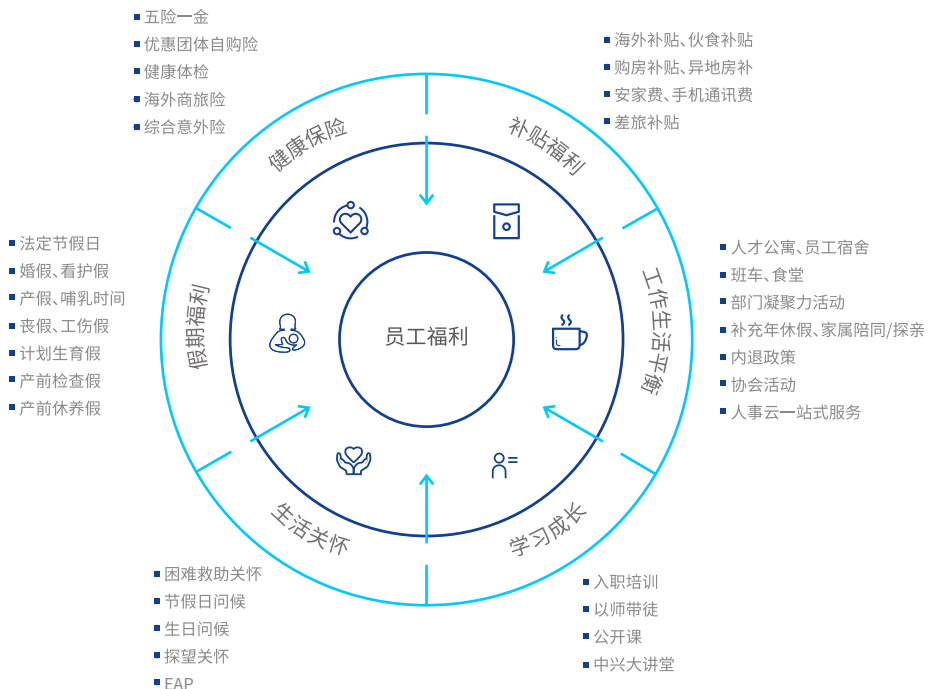 员工福利
健康保险
五险一金
优惠团体自购险
健康体检
海外商旅险
综合意外险
补贴福利
海外补贴、伙食补贴
购房补贴、异地房补
安家费、手机通讯费
差旅补贴
工作生活平衡
人才公寓、员工宿舍
班车、食堂
部门凝聚力活动
补充年休假、家属陪同/探亲
内退政策
协会活动
人事云一站式服务
学习成长
入职培训
以师带徒
公开课
中兴大讲堂
生活关怀
困难救助关怀
节假日问候
生日问候
探望关怀
EAP
假期福利
法定节假日
婚假、看护假
产假、哺乳时间
丧假、工伤假
计划生育假
产前检查假
产前休养假